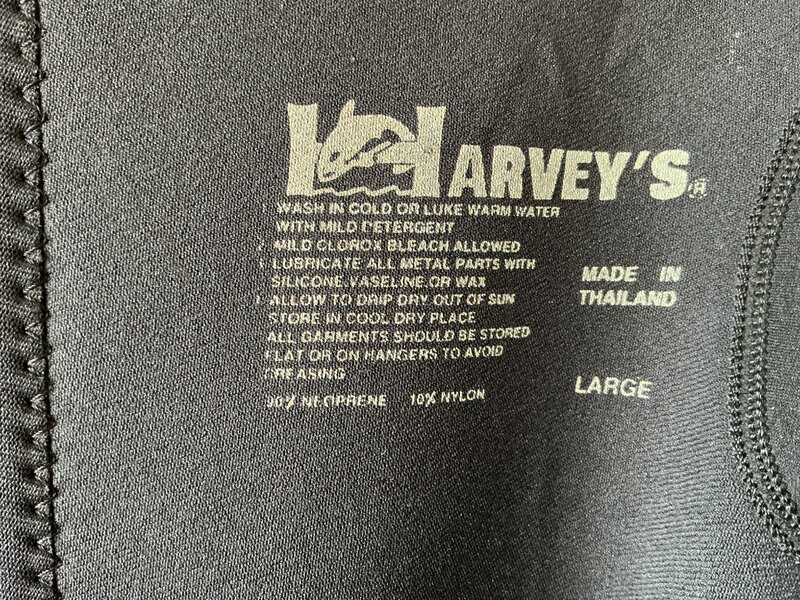 HARVEY'S®
WASH IN COLD OR LUKE WARM WATER
WITH MILD DETERGENT
MILD CLOROX BLEACH ALLOWED
LUBRICATE ALL METAL PARTS WITH
SILICONE, VASELINE, OR WAX
ALLOW TO DRIP DRY OUT OF SUN
STORE IN COOL DRY PLACE
ALL GARMENTS SHOULD BE STORED
FLAT OR ON HANGERS TO AVOID
CREASING
90% NEOPRENE 10% NYLON
MADE IN
THAILAND
LARGE